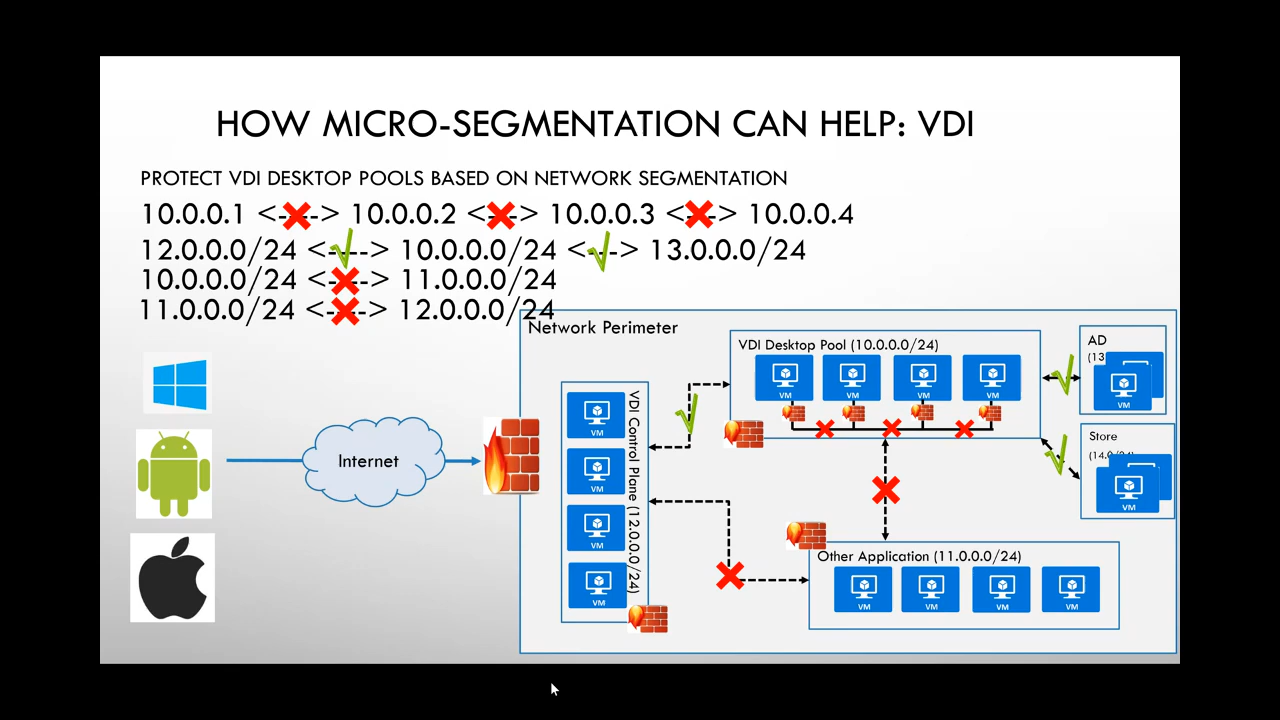 HOW MICRO-SEGMENTATION CAN HELP: VDI
PROTECT VDI DESKTOP POOLS BASED ON NETWORK SEGMENTATION
10.0.0.1 <----> 10.0.0.2 <----> 10.0.0.3 <----> 10.0.0.4
12.0.0.0/24 <----> 10.0.0.0/24 <----> 13.0.0.0/24
10.0.0.0/24 <----> 11.0.0.0/24
11.0.0.0/24 <----> 12.0.0.0/24
Network Perimeter
VDI Desktop Pool (10.0.0.0/24)
VM VM VM VM
AD
(13
VM
Store
VM
Internet
VDI Control Plane (12.0.0.0/24)
VM
VM
VM
VM
Other Application (11.0.0.0/24)
VM VM VM VM